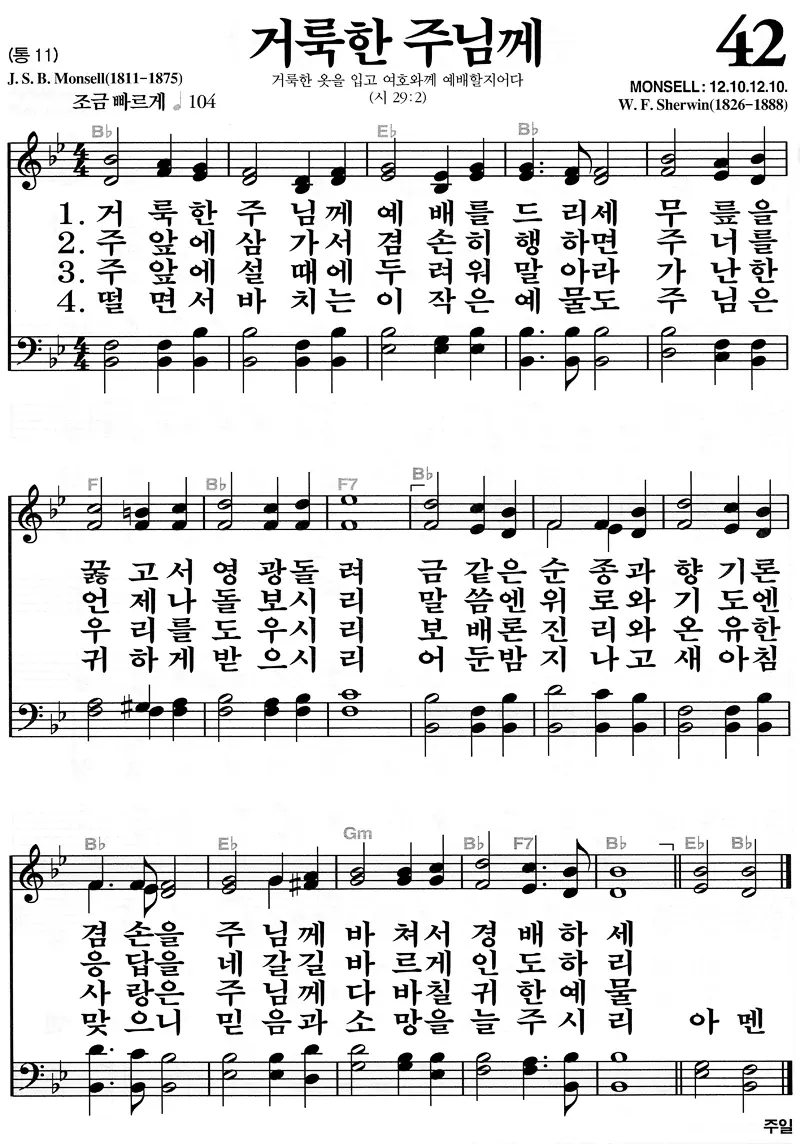 (통 11)
거룩한 주님께
42
J. S. B. Monsell(1811-1875)
거룩한 옷을 입고 여호와께 예배할지어다
(시 29:2)
MONSELL: 12.10.12.10.
W. F. Sherwin(1826-1888)
조금 빠르게 ♩ 104
B♭ E♭ B♭
1. 거 룩한 주 님께 예 배를 드 리세 무 릎을
2. 주 앞에 삼 가서 겸 손히 행 하면 주 너를
3. 주 앞에 설 때에 두 려워 말 아라 가 난한
4. 떨 면서 바 치는 이 작은 예 물도 주 님은
F B♭ F7 B♭
꿇 고서 영 광돌 려 금 같은 순 종과 향 기론
언 제나 돌 보시 리 말 씀엔 위 로와 기 도엔
우 리를 도 우시 리 보 배론 진 리와 온 유한
귀 하게 받 으시 리 어 둔밤 지 나고 새 아침
B♭ E♭ Gm B♭ F7 B♭ E♭ B♭
겸 손을 주 님께 바 쳐서 경 배하 세
응 답을 네 갈길 바 르게 인 도하 리
사 랑은 주 님께 다 바칠 귀 한예 물
맞 으니 믿 음과 소 망을 늘 주시 리 아 멘
주일